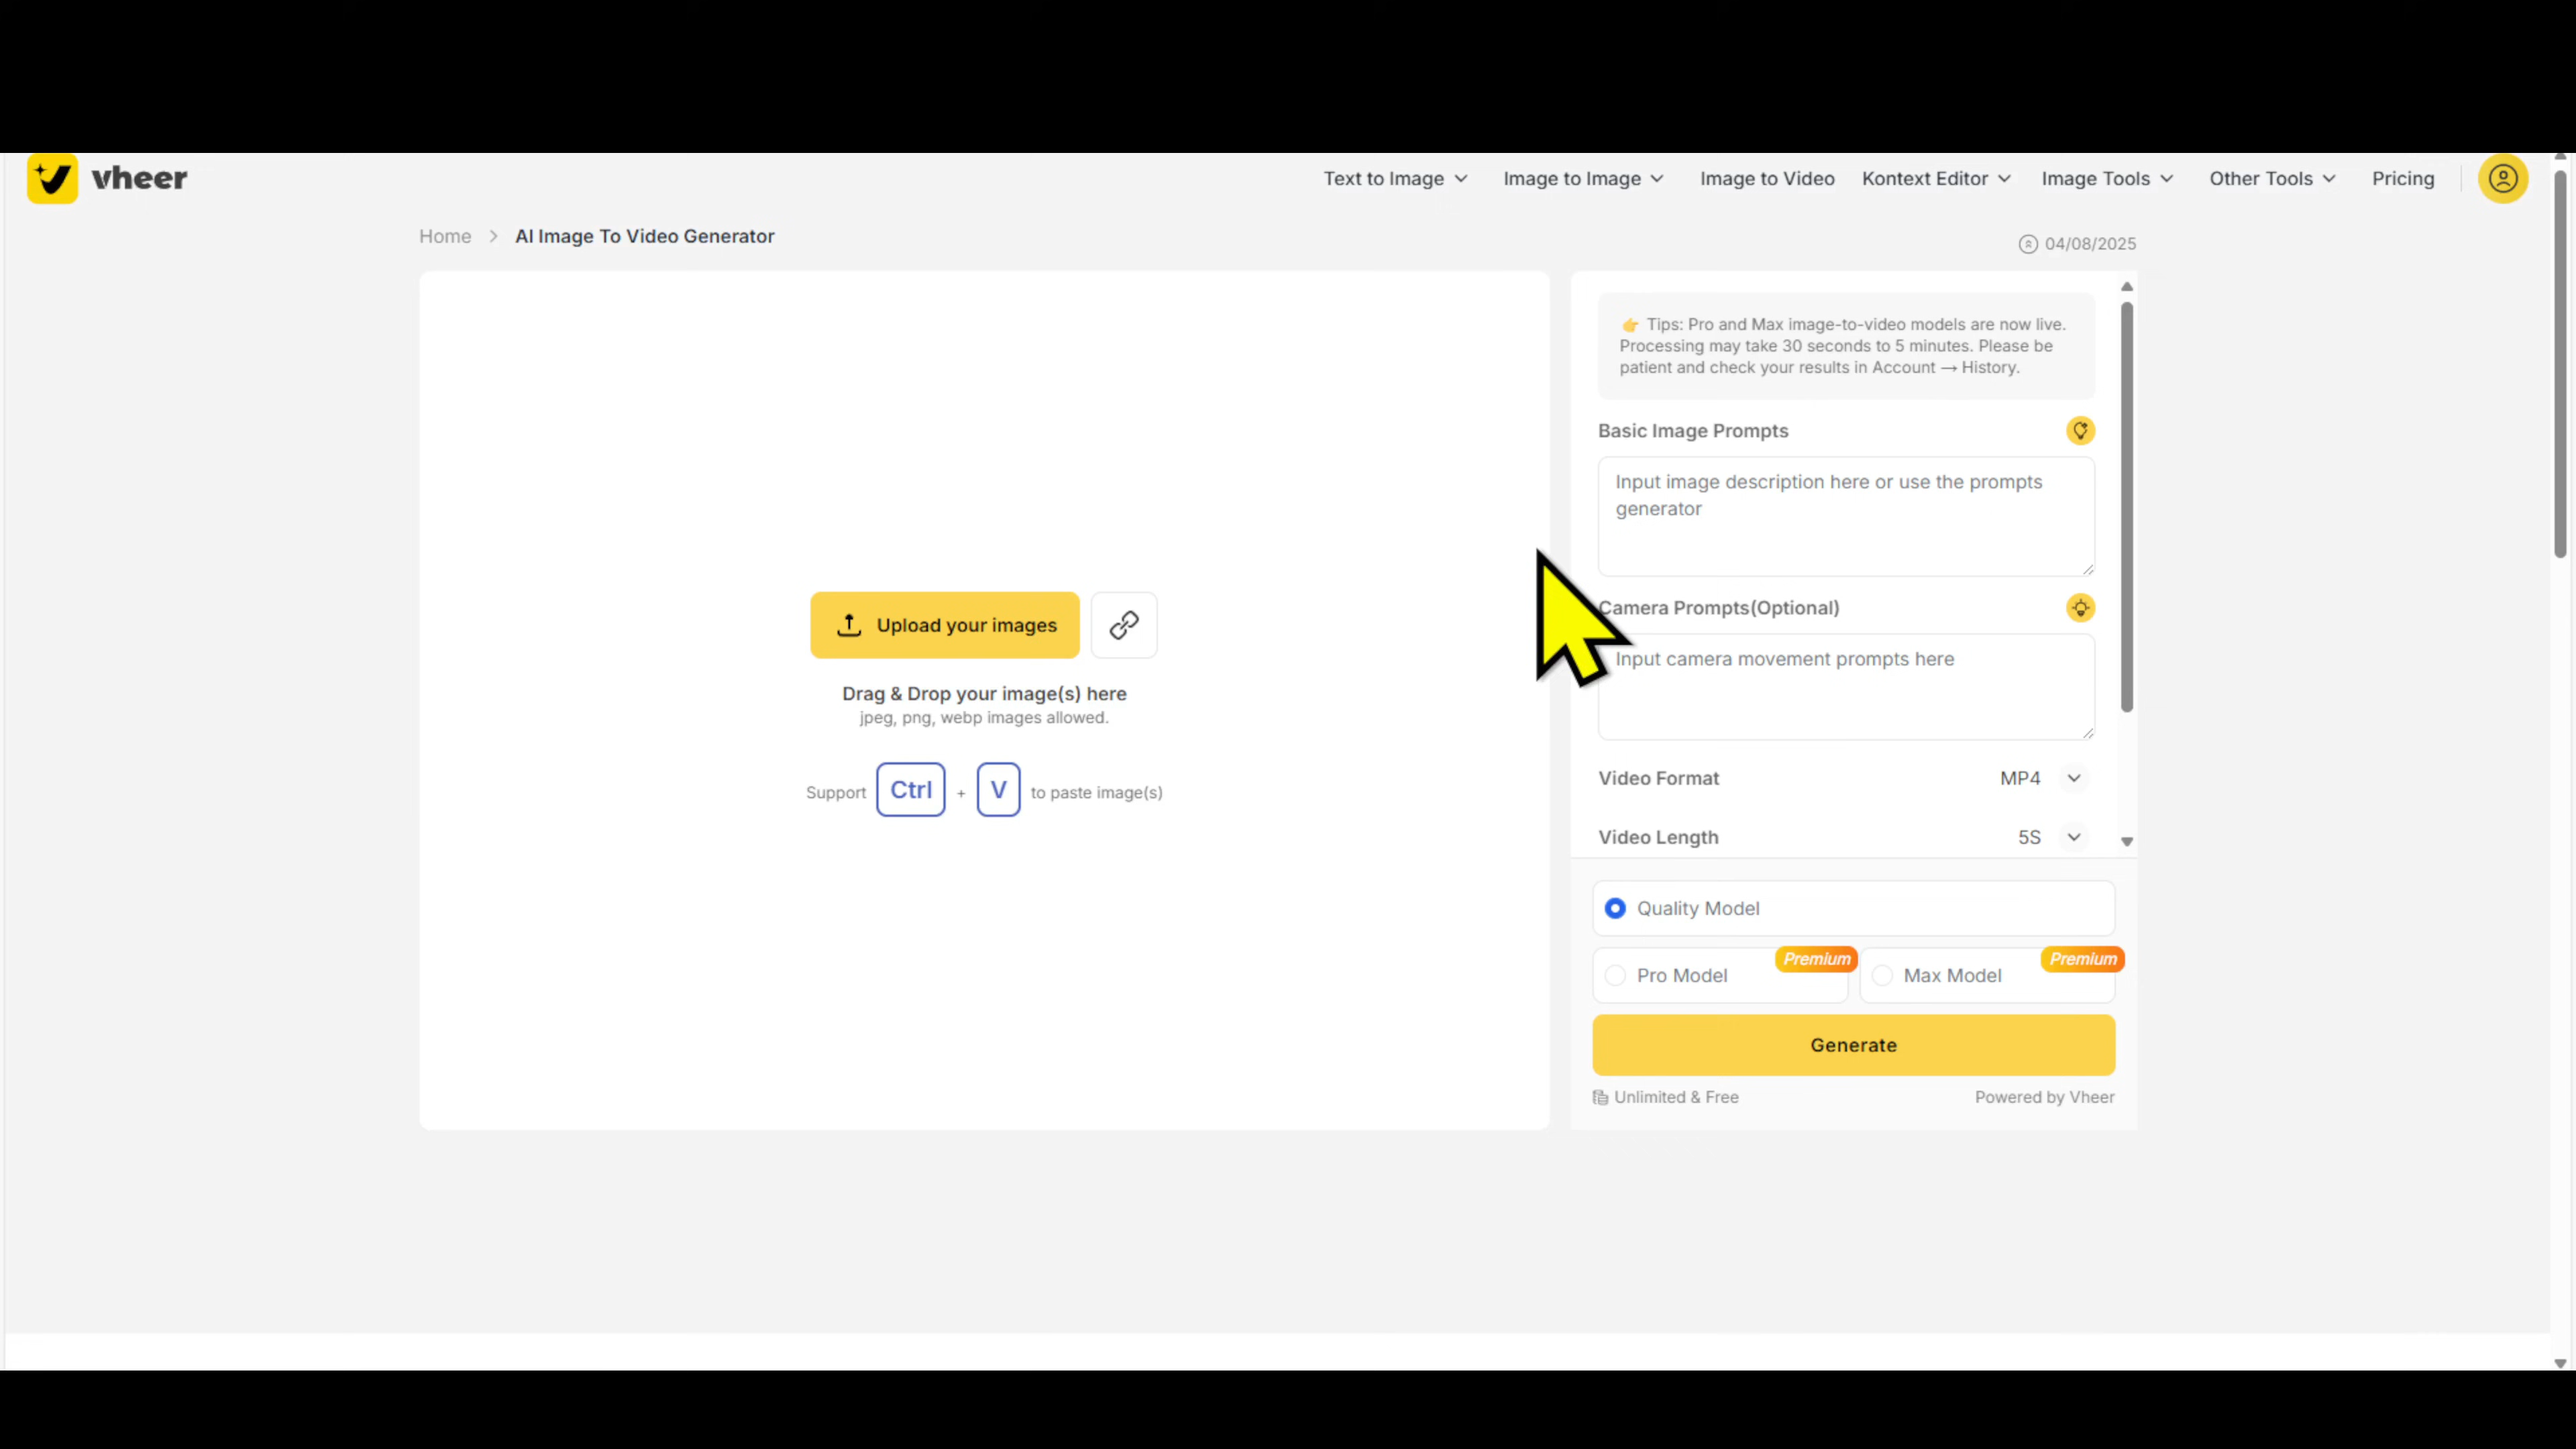 vheer
Text to Image
Image to Image
Image to Video
Kontext Editor
Image Tools
Other Tools
Pricing
Home
AI Image To Video Generator
04/08/2025
Tips: Pro and Max image-to-video models are now live.
Processing may take 30 seconds to 5 minutes. Please be
patient and check your results in Account → History.
Basic Image Prompts
Input image description here or use the prompts
generator
Camera Prompts(Optional)
Input camera movement prompts here
Video Format
MP4
Video Length
5S
Upload your images
Drag & Drop your image(s) here
jpeg, png, webp images allowed.
Support Ctrl + V to paste image(s)
Quality Model
Pro Model
Premium
Max Model
Premium
Generate
Unlimited & Free
Powered by Vheer